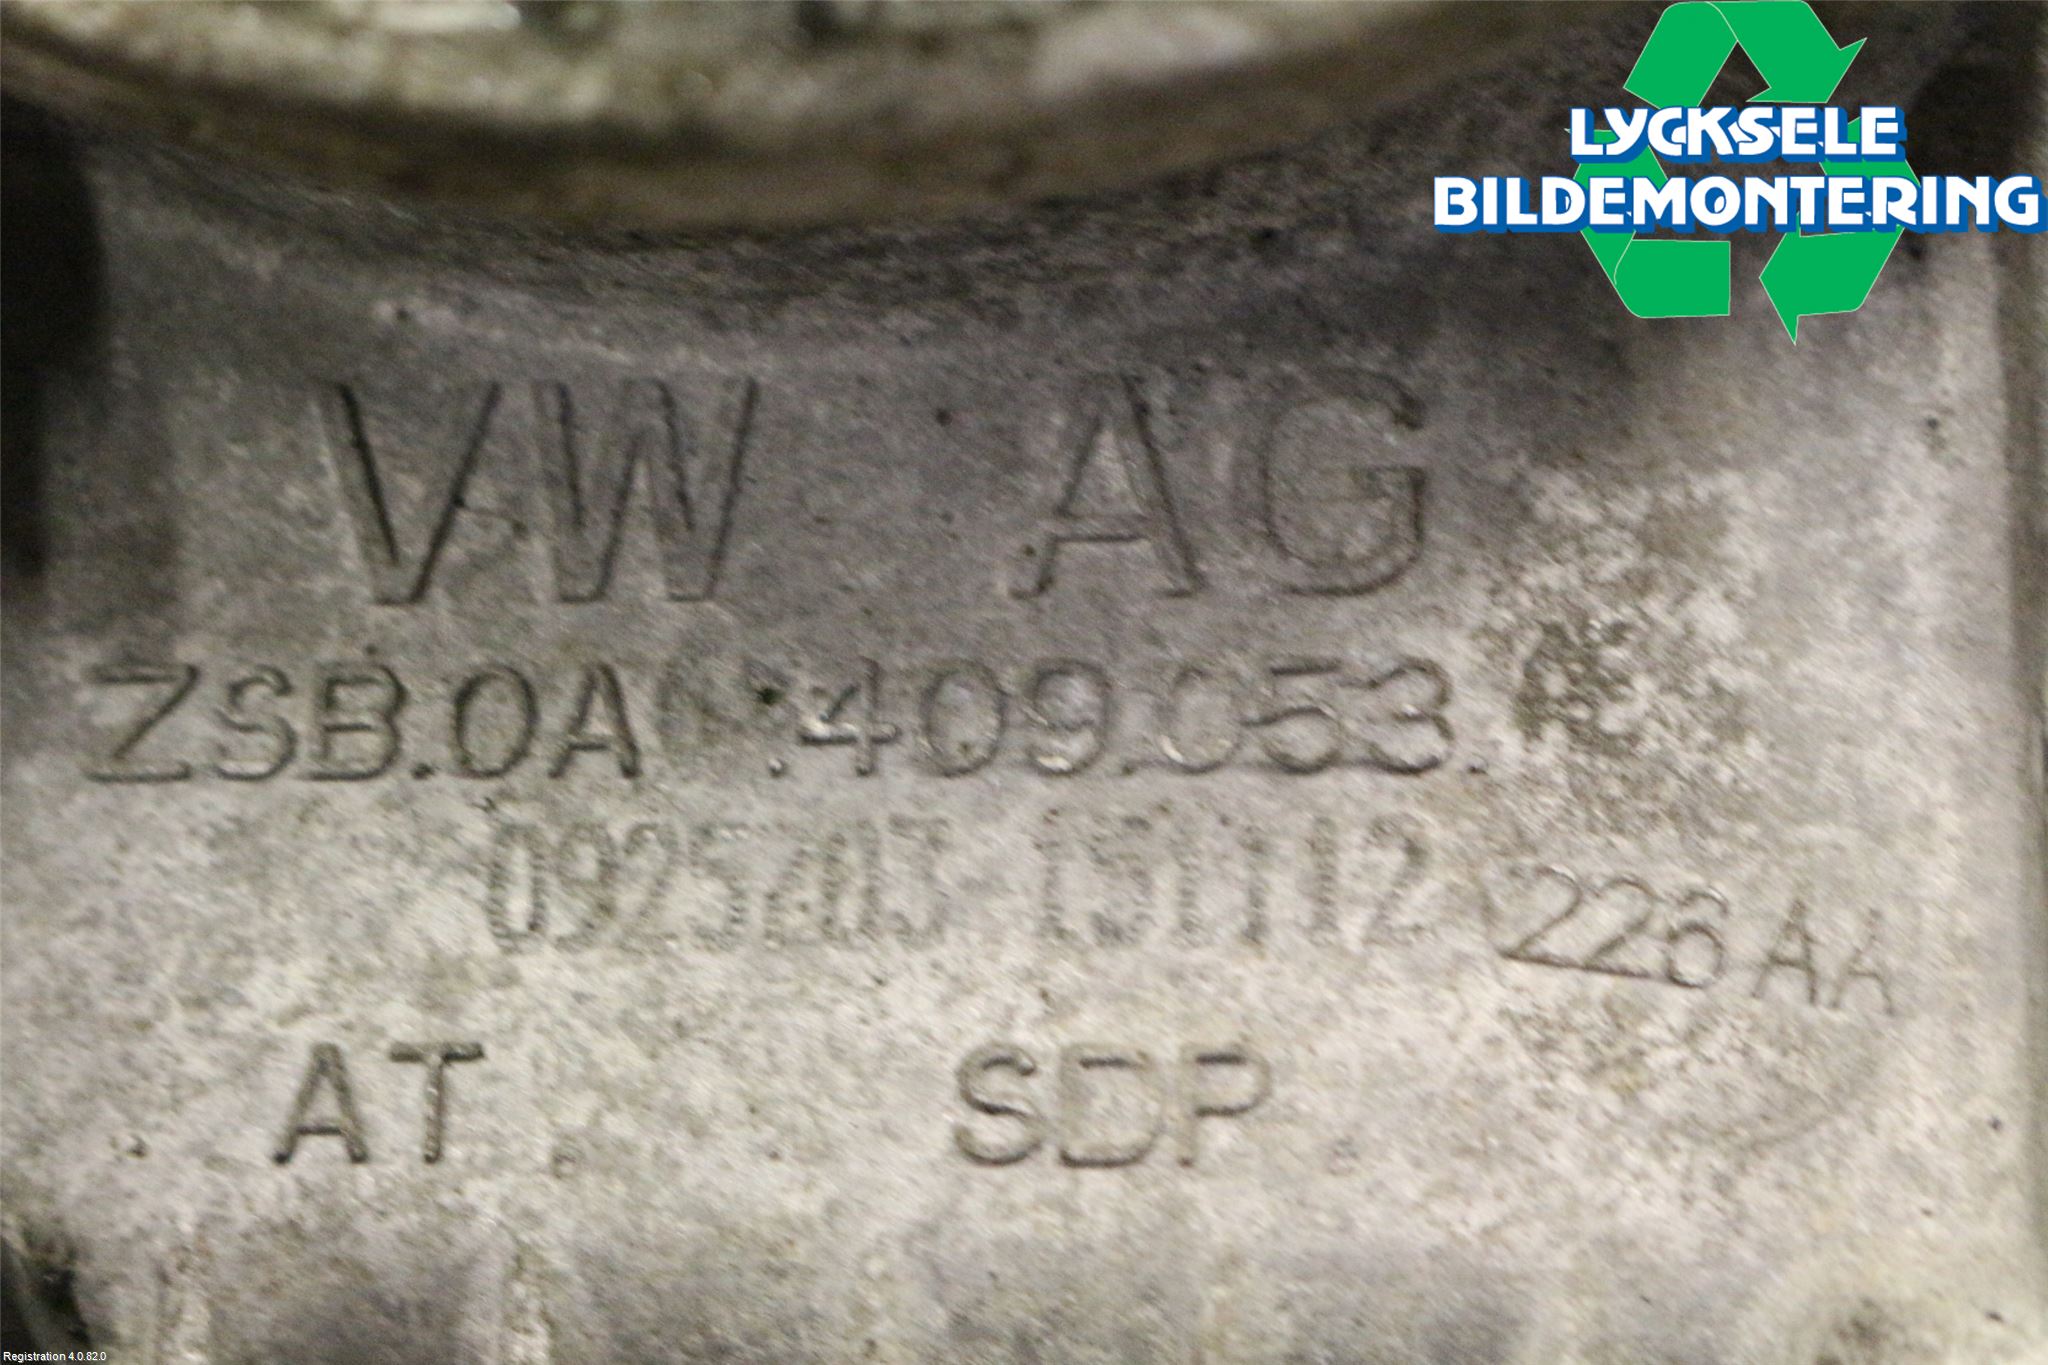 LYCKSELE
BILDEMONTERING
VW AG
ZSB.0A .409.053.
226 AA
AT SDP
Registration 4.0.82.0